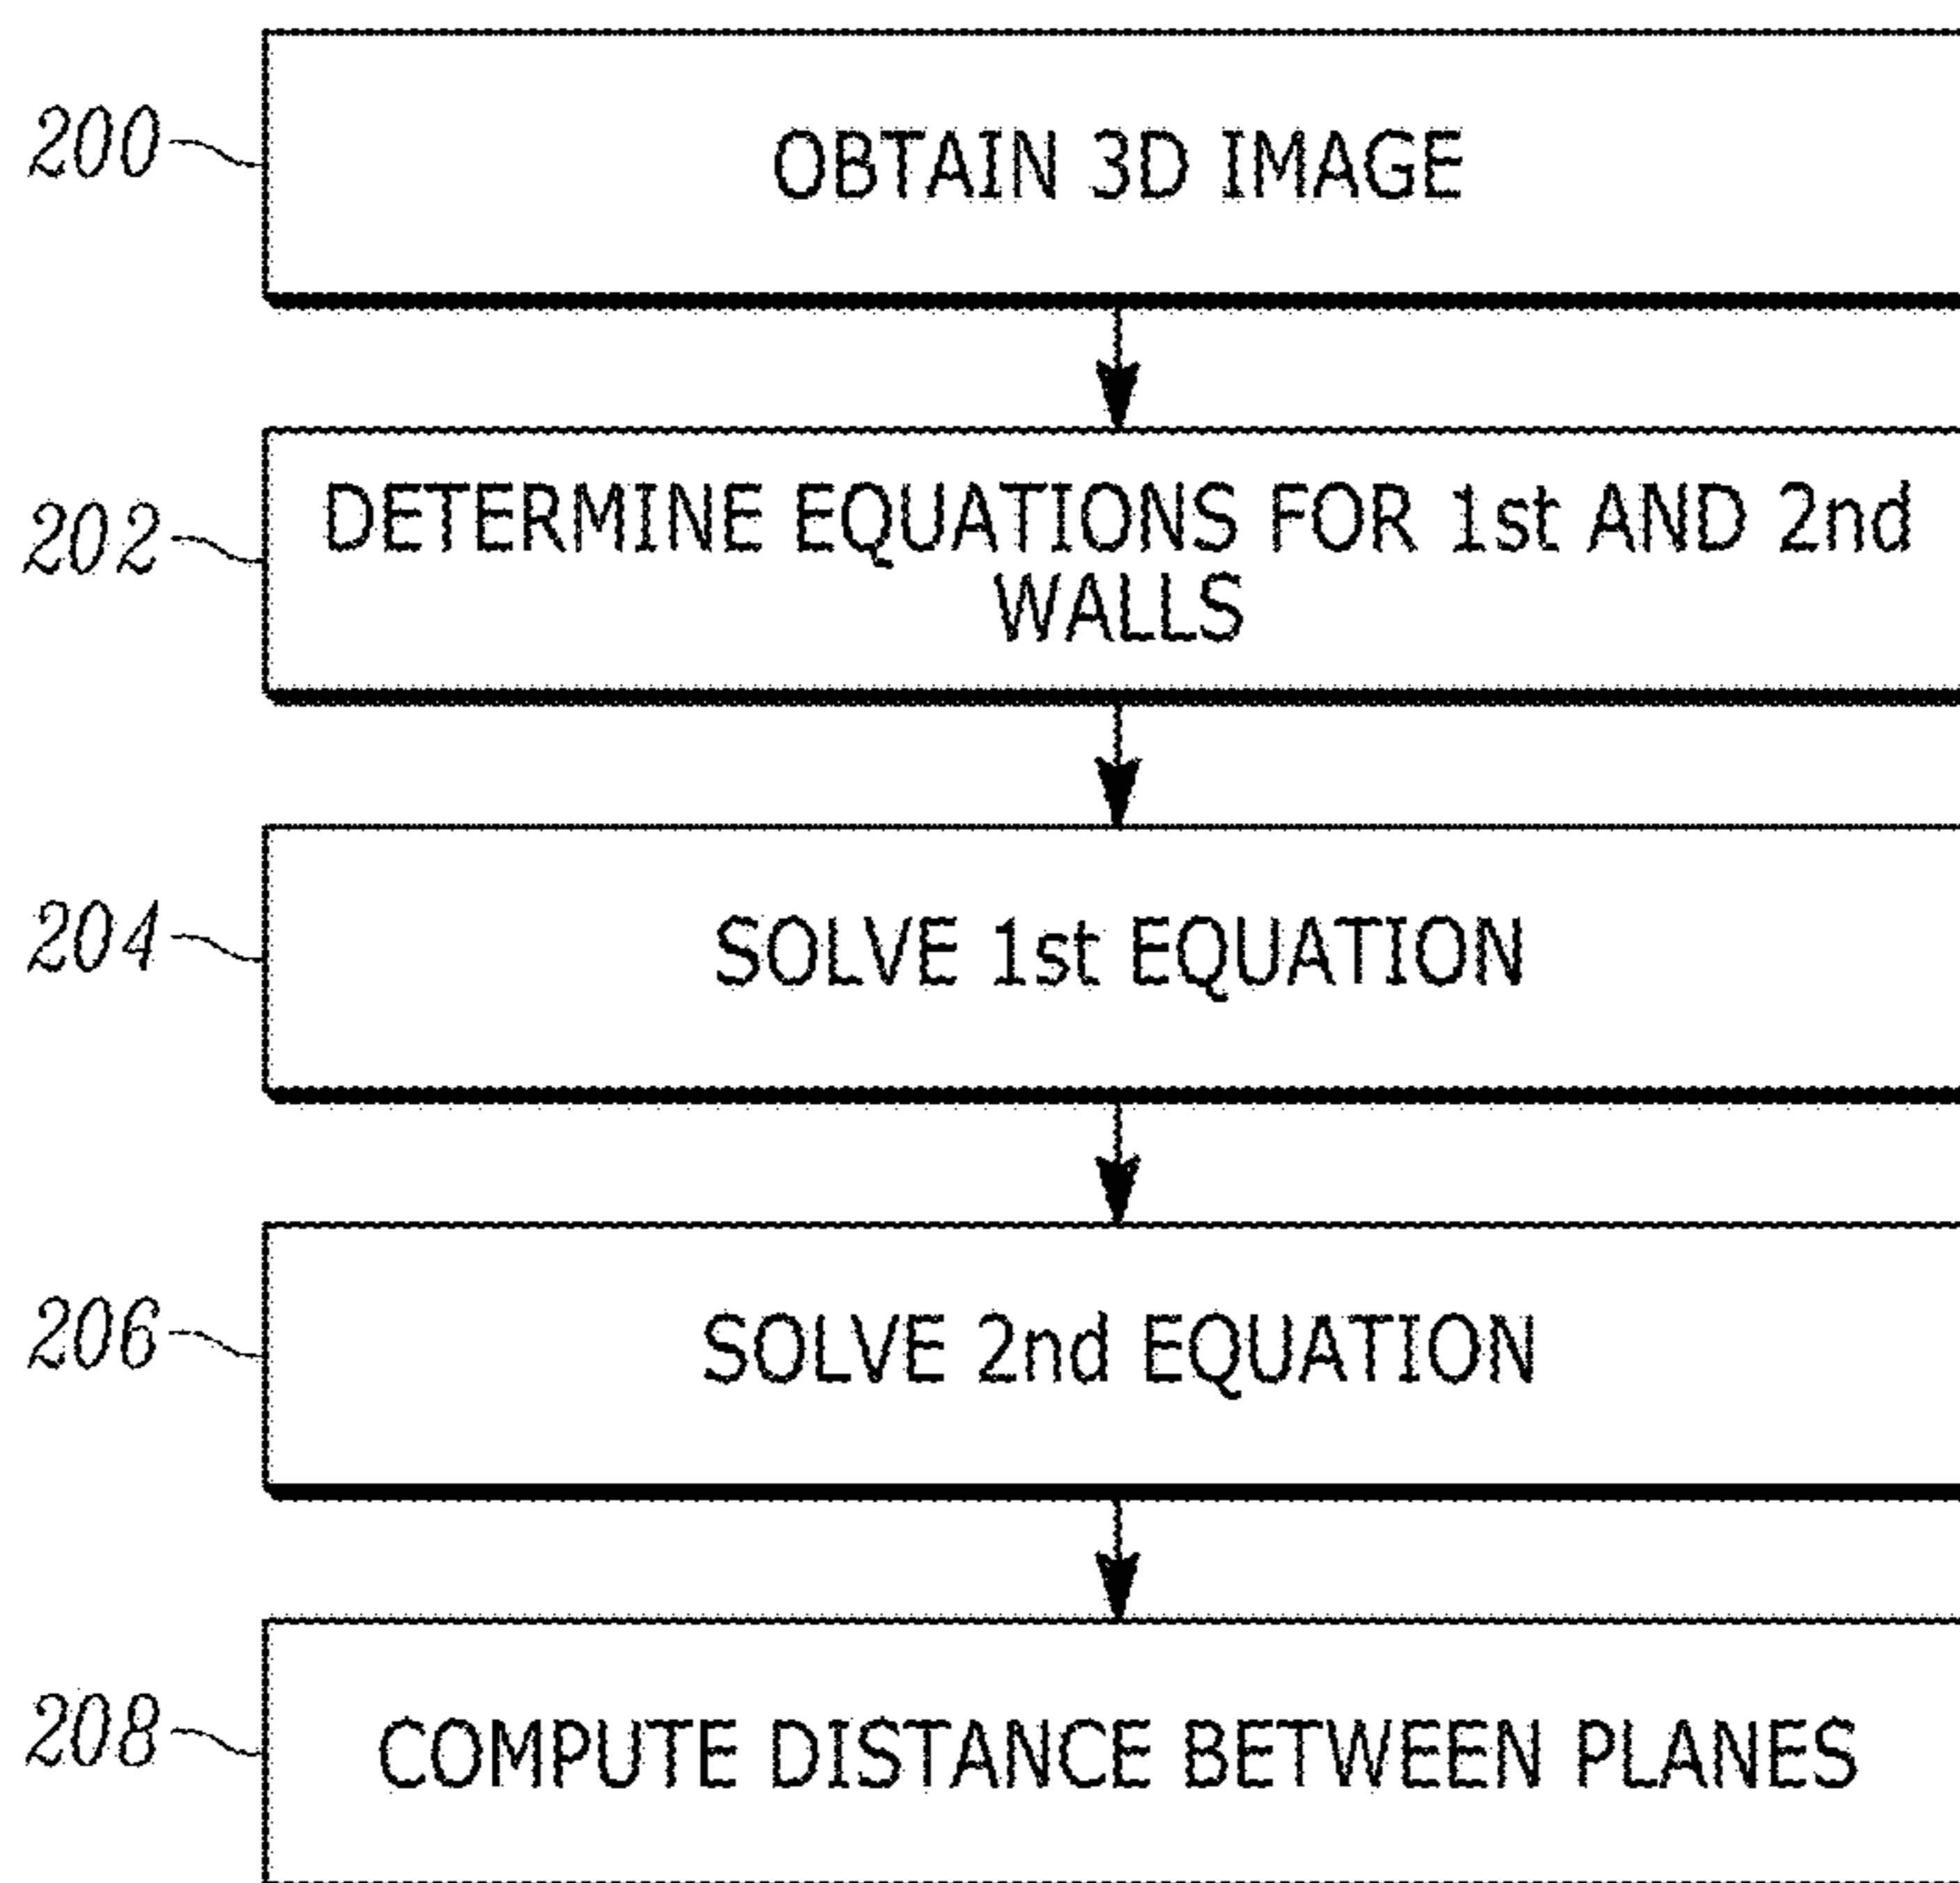 200
OBTAIN 3D IMAGE
202
DETERMINE EQUATIONS FOR 1st AND 2nd
WALLS
204
SOLVE 1st EQUATION
206
SOLVE 2nd EQUATION
208
COMPUTE DISTANCE BETWEEN PLANES